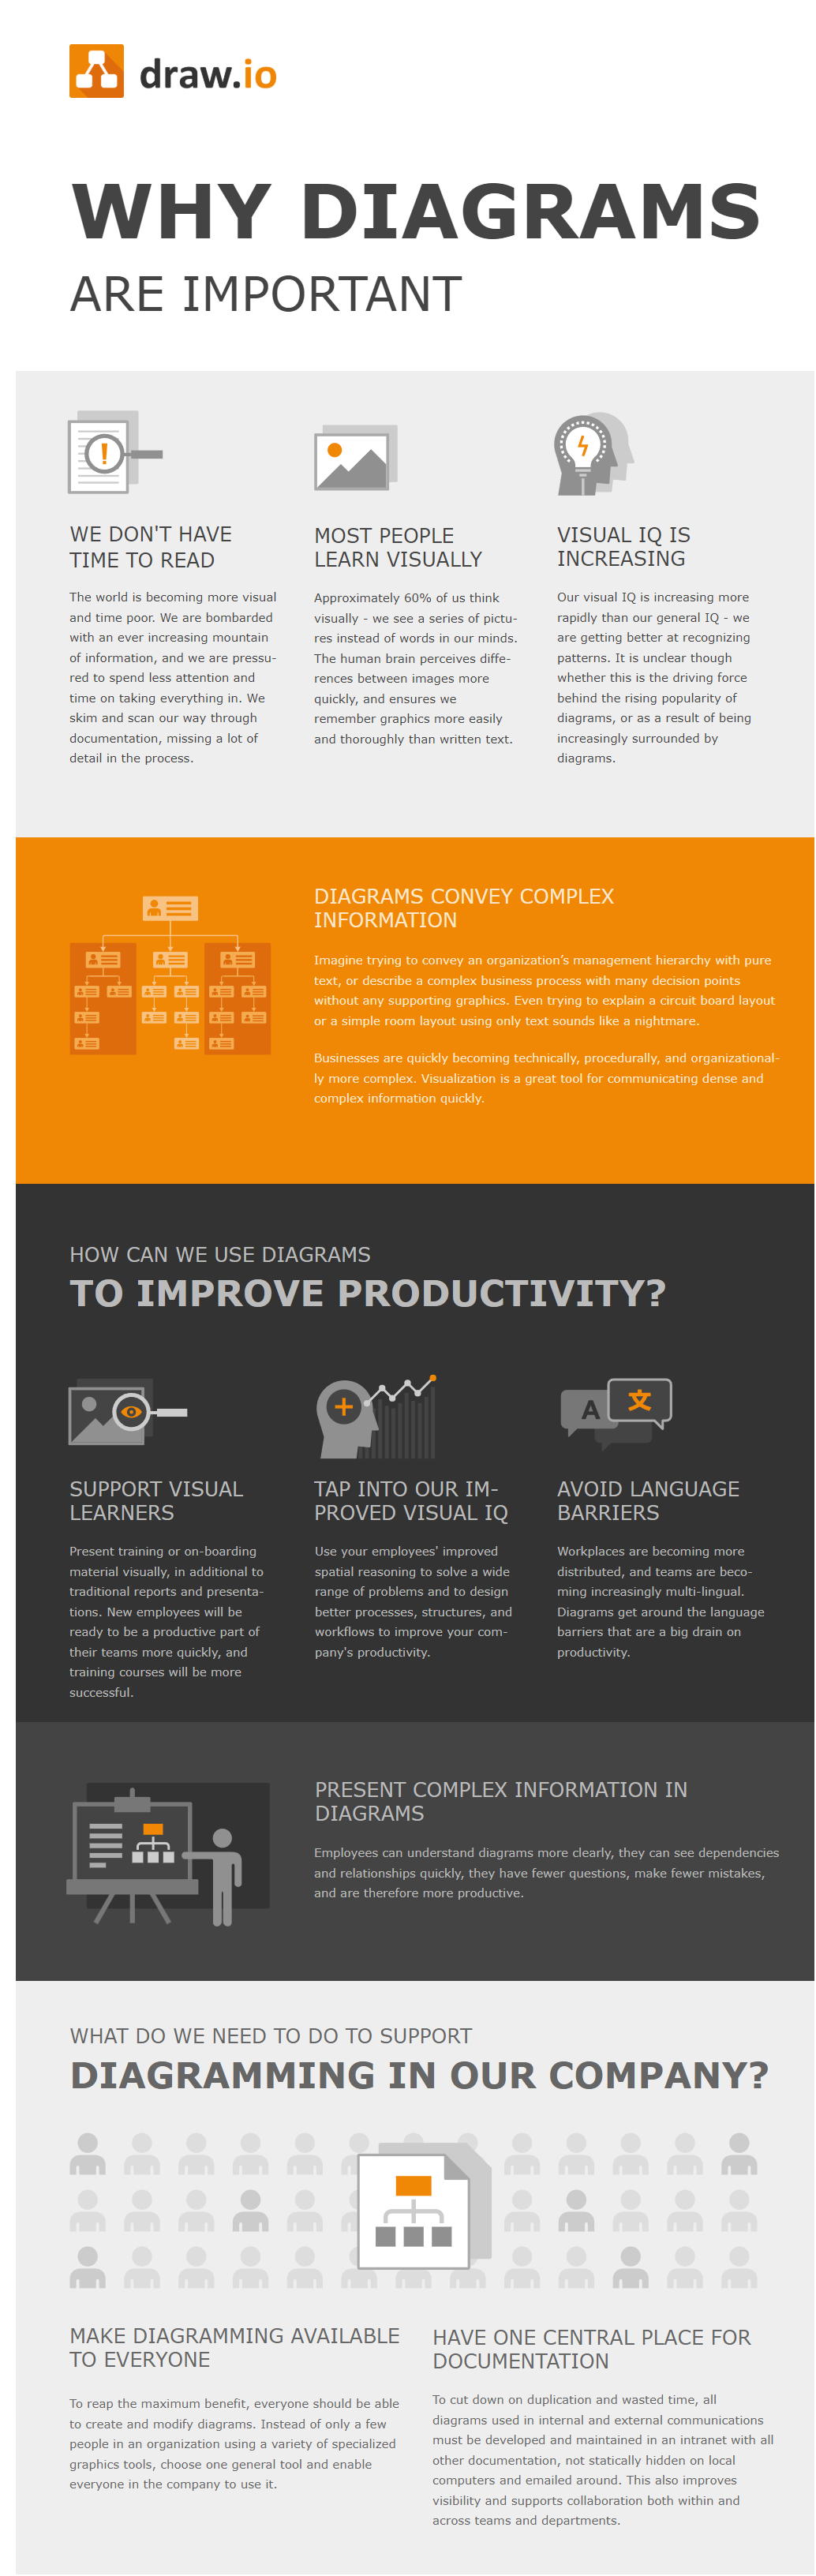 draw.io
WHY DIAGRAMS
ARE IMPORTANT
!
WE DON'T HAVE
TIME TO READ
The world is becoming more visual
and time poor. We are bombarded
with an ever increasing mountain
of information, and we are pressu-
red to spend less attention and
time on taking everything in. We
skim and scan our way through
documentation, missing a lot of
detail in the process.
MOST PEOPLE
LEARN VISUALLY
Approximately 60% of us think
visually - we see a series of pictu-
res instead of words in our minds.
The human brain perceives diffe-
rences between images more
quickly, and ensures we
remember graphics more easily
and thoroughly than written text.
VISUAL IQ IS
INCREASING
Our visual IQ is increasing more
rapidly than our general IQ - we
are getting better at recognizing
patterns. It is unclear though
whether this is the driving force
behind the rising popularity of
diagrams, or as a result of being
increasingly surrounded by
diagrams.
DIAGRAMS CONVEY COMPLEX
INFORMATION
Imagine trying to convey an organization’s management hierarchy with pure
text, or describe a complex business process with many decision points
without any supporting graphics. Even trying to explain a circuit board layout
or a simple room layout using only text sounds like a nightmare.
Businesses are quickly becoming technically, procedurally, and organizational-
ly more complex. Visualization is a great tool for communicating dense and
complex information quickly.
HOW CAN WE USE DIAGRAMS
TO IMPROVE PRODUCTIVITY?
SUPPORT VISUAL
LEARNERS
Present training or on-boarding
material visually, in additional to
traditional reports and presenta-
tions. New employees will be
ready to be a productive part of
their teams more quickly, and
training courses will be more
successful.
+
TAP INTO OUR IM-
PROVED VISUAL IQ
Use your employees' improved
spatial reasoning to solve a wide
range of problems and to design
better processes, structures, and
workflows to improve your com-
pany's productivity.
A 文
AVOID LANGUAGE
BARRIERS
Workplaces are becoming more
distributed, and teams are beco-
ming increasingly multi-lingual.
Diagrams get around the language
barriers that are a big drain on
productivity.
PRESENT COMPLEX INFORMATION IN
DIAGRAMS
Employees can understand diagrams more clearly, they can see dependencies
and relationships quickly, they have fewer questions, make fewer mistakes,
and are therefore more productive.
WHAT DO WE NEED TO DO TO SUPPORT
DIAGRAMMING IN OUR COMPANY?
MAKE DIAGRAMMING AVAILABLE
TO EVERYONE
To reap the maximum benefit, everyone should be able
to create and modify diagrams. Instead of only a few
people in an organization using a variety of specialized
graphics tools, choose one general tool and enable
everyone in the company to use it.
HAVE ONE CENTRAL PLACE FOR
DOCUMENTATION
To cut down on duplication and wasted time, all
diagrams used in internal and external communications
must be developed and maintained in an intranet with all
other documentation, not statically hidden on local
computers and emailed around. This also improves
visibility and supports collaboration both within and
across teams and departments.